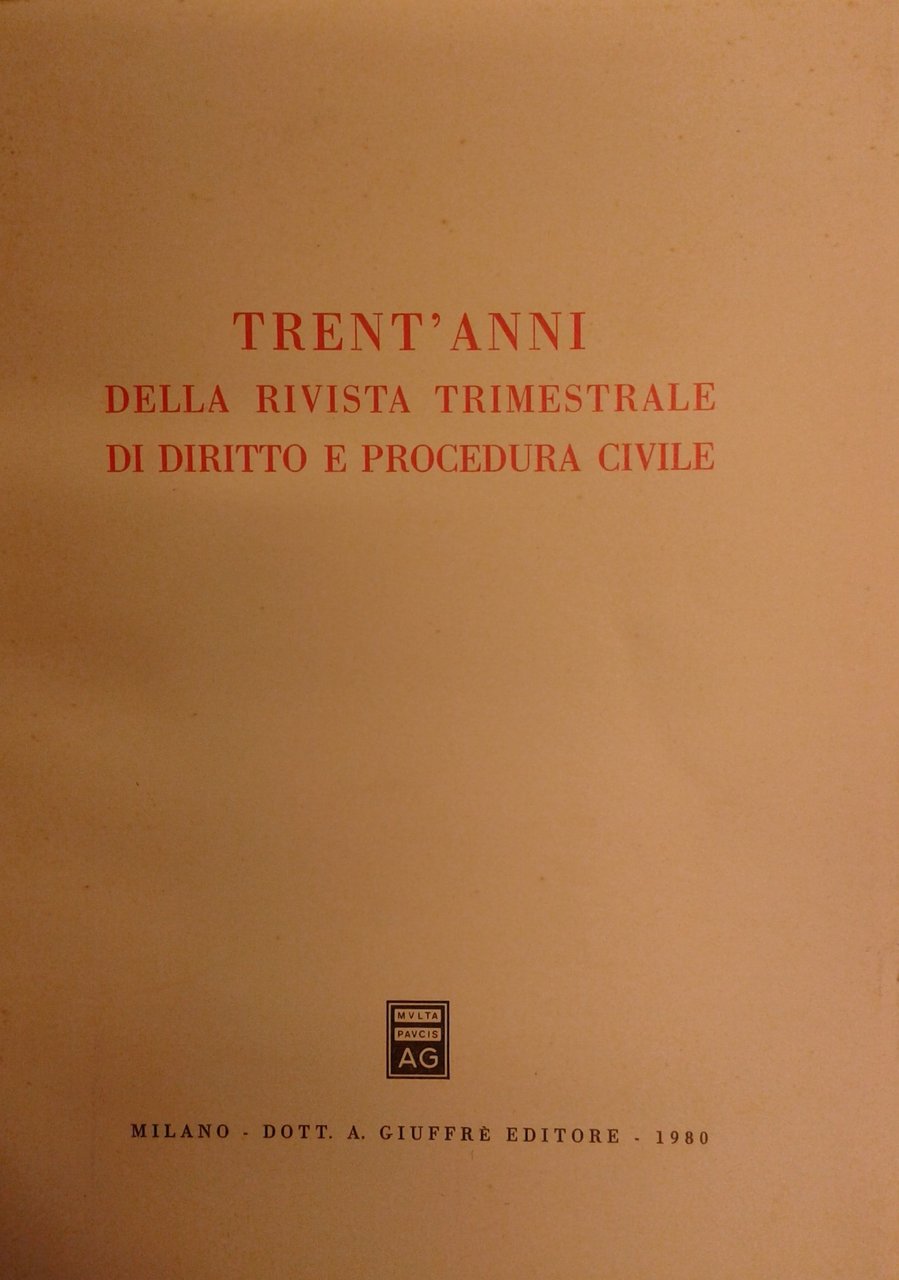 TRENT'ANNI
DELLA RIVISTA TRIMESTRALE
DI DIRITTO E PROCEDURA CIVILE
MVLTA
PAVCIS
AG
MILANO - DOTT. A. GIUFFRÈ EDITORE - 1980